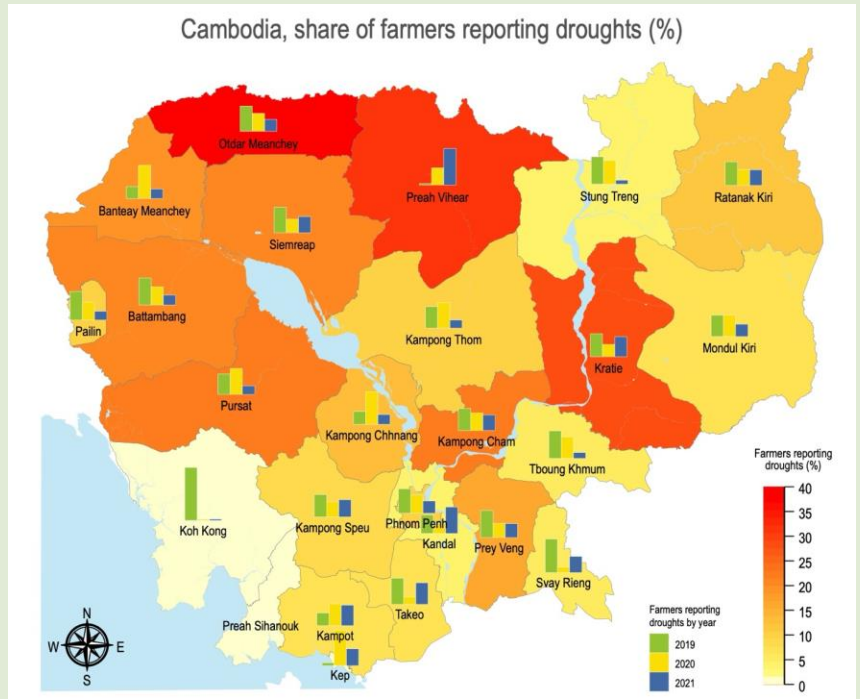 Cambodia, share of farmers reporting droughts (%)
Otdar Meanchey
Banteay Meanchey
Preah Vihear
Stung Treng
Ratanak Kiri
Siemreap
Battambang
Pailin
Kampong Thom
Mondul Kiri
Kratie
Pursat
Kampong Chhnang
Kampong Cham
Tboung Khmum
Koh Kong
Kampong Speu
Phnom Penh
Kandal
Prey Veng
Svay Rieng
Takeo
Preah Sihanouk
Kampot
Kep
N
W
E
S
Farmers reporting
droughts (%)
40
35
30
25
20
15
10
5
0
Farmers reporting
droughts by year
2019
2020
2021